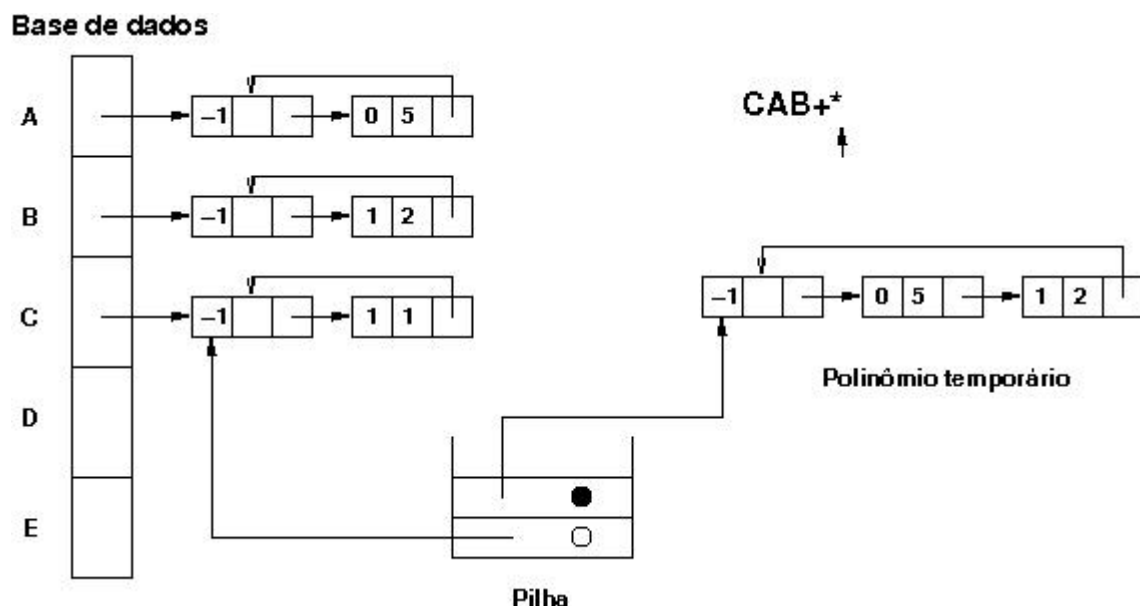 Base de dados
A
–1
0 5
CAB+*
B
–1
1 2
C
–1
1 1
–1
0 5
1 2
Polinômio temporário
D
E
Pilha